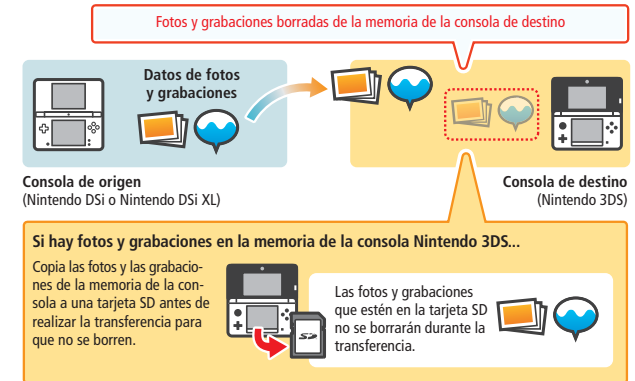 Fotos y grabaciones borradas de la memoria de la consola de destino
Datos de fotos
y grabaciones
Consola de origen
(Nintendo DSi o Nintendo DSi XL)
Consola de destino
(Nintendo 3DS)
Si hay fotos y grabaciones en la memoria de la consola Nintendo 3DS...
Copia las fotos y las grabacio-
nes de la memoria de la con-
sola a una tarjeta SD antes de
realizar la transferencia para
que no se borren.
SD
Las fotos y grabaciones
que estén en la tarjeta SD
no se borrarán durante la
transferencia.